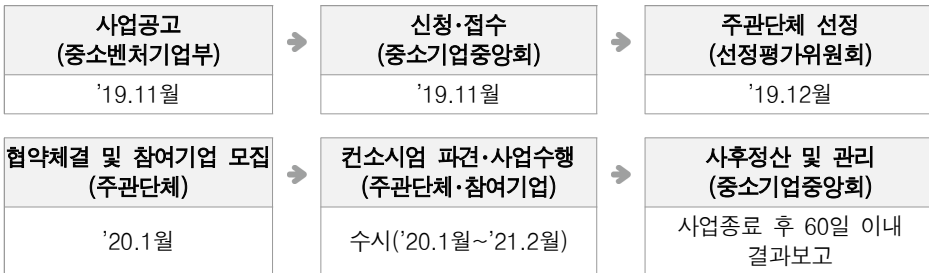 사업공고
(중소벤처기업부)
'19.11월
신청·접수
(중소기업중앙회)
'19.11월
주관단체 선정
(선정평가위원회)
'19.12월
협약체결 및 참여기업 모집
(주관단체)
'20.1월
컨소시엄 파견·사업수행
(주관단체·참여기업)
수시('20.1월~'21.2월)
사후정산 및 관리
(중소기업중앙회)
사업종료 후 60일 이내
결과보고